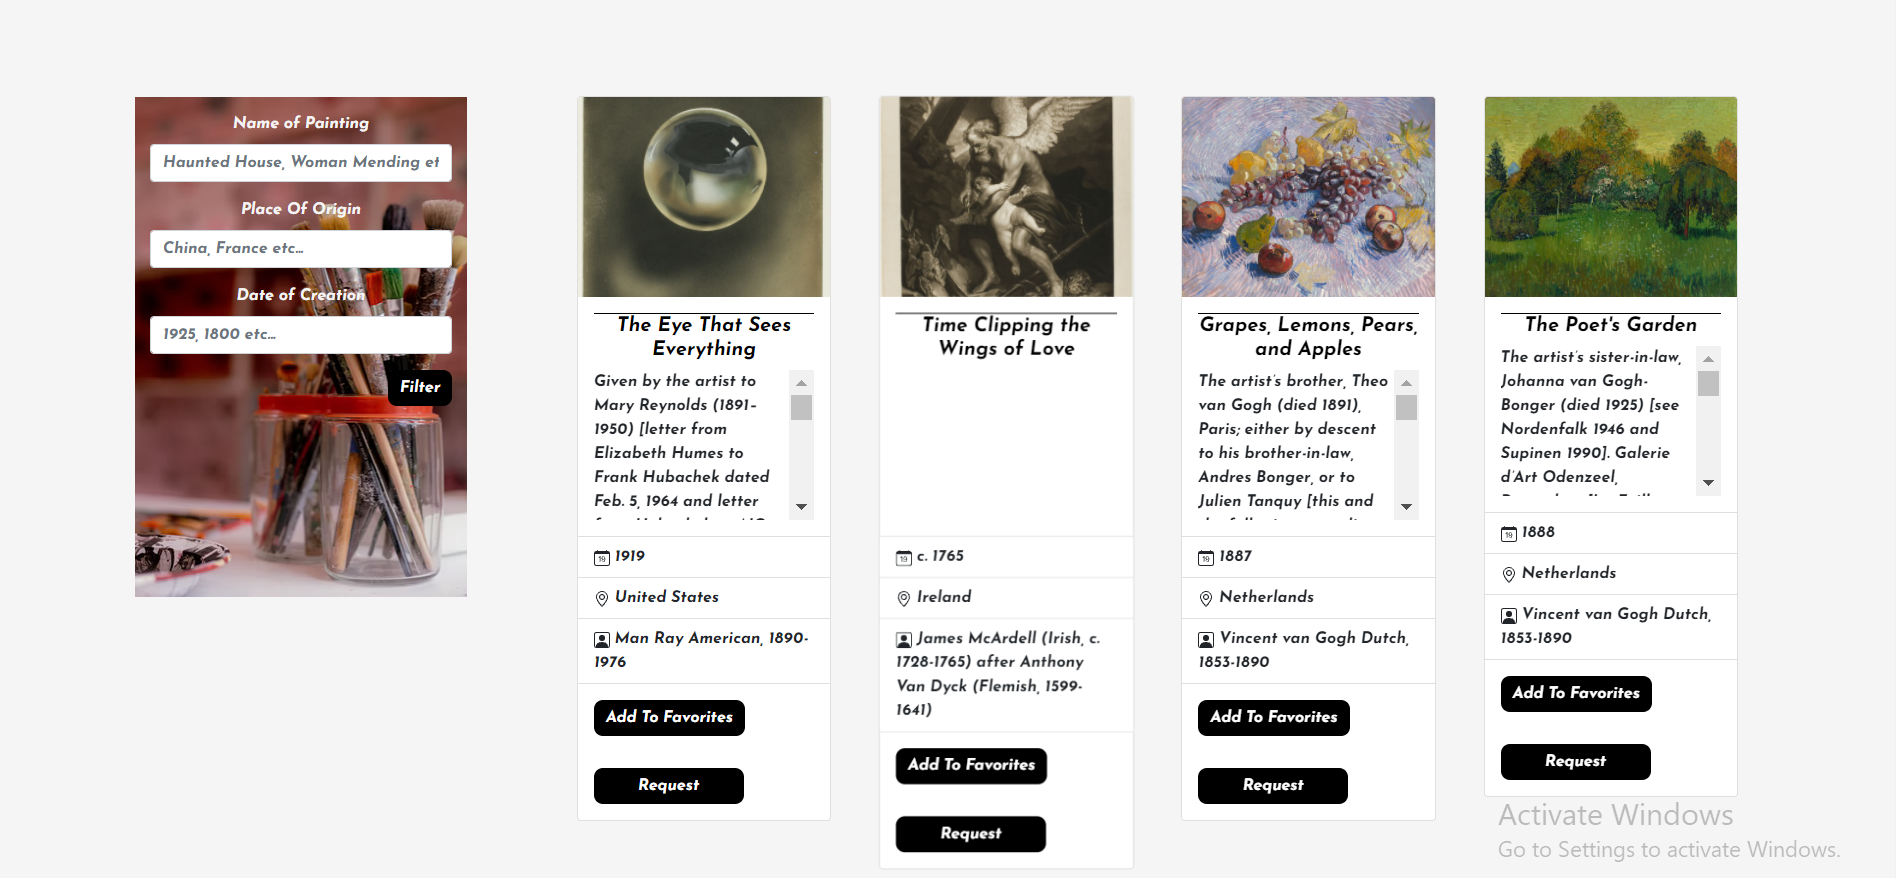 Name of Painting
Haunted House, Woman Mending et
Place Of Origin
China, France etc...
Date of Creation
1925, 1800 etc...
Filter
The Eye That Sees
Everything
Given by the artist to
Mary Reynolds (1891–
1950) [letter from
Elizabeth Humes to
Frank Hubachek dated
Feb. 5, 1964 and letter
1919
United States
Man Ray American, 1890-
1976
Add To Favorites
Request
Time Clipping the
Wings of Love
c. 1765
Ireland
James McArdell (Irish, c.
1728-1765) after Anthony
Van Dyck (Flemish, 1599-
1641)
Add To Favorites
Request
Grapes, Lemons, Pears,
and Apples
The artist's brother, Theo
van Gogh (died 1891),
Paris; either by descent
to his brother-in-law,
Andres Bonger, or to
Julien Tanquy [this and
1887
Netherlands
Vincent van Gogh Dutch,
1853-1890
Add To Favorites
Request
The Poet's Garden
The artist's sister-in-law,
Johanna van Gogh-
Bonger (died 1925) [see
Nordenfalk 1946 and
Supinen 1990]. Galerie
d'Art Odenzeel,
1888
Netherlands
Vincent van Gogh Dutch,
1853-1890
Add To Favorites
Request
Activate Windows
Go to Settings to activate Windows.